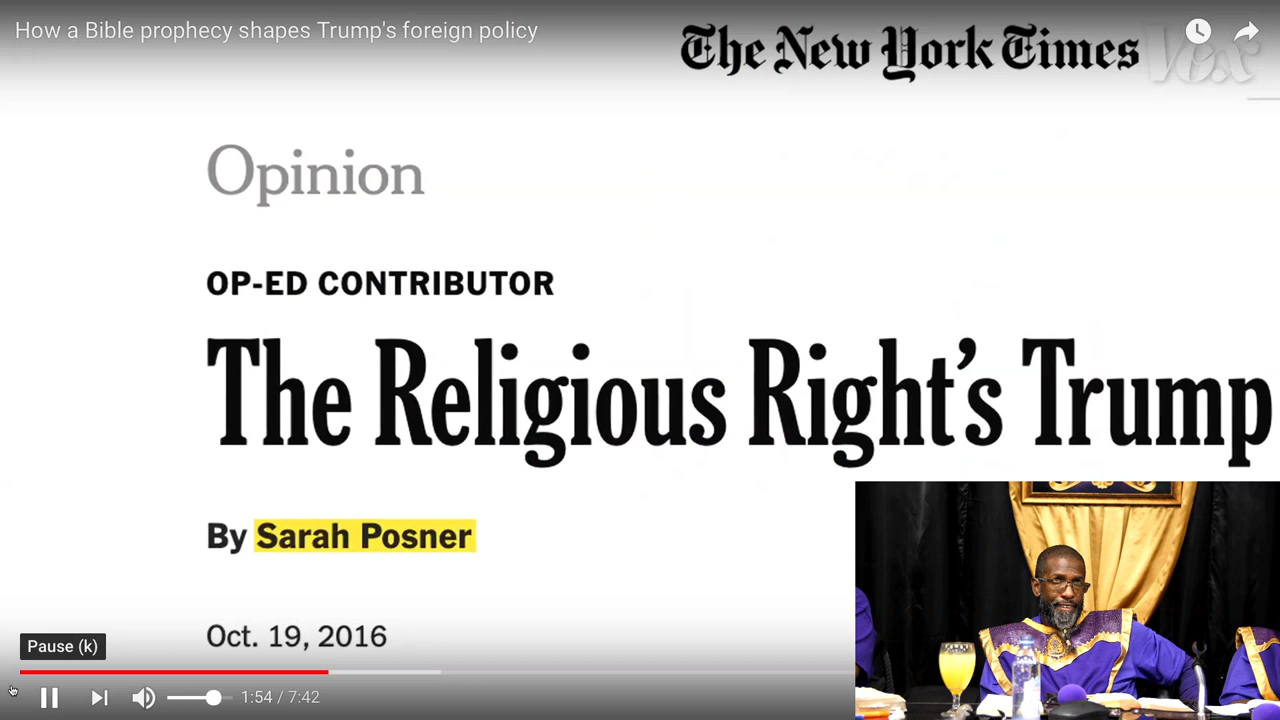 How a Bible prophecy shapes Trump's foreign policy
The New York Times
Vox
Opinion
OP-ED CONTRIBUTOR
The Religious Right's Trump
By Sarah Posner
Oct. 19, 2016
Pause (k)
1:54 / 7:42